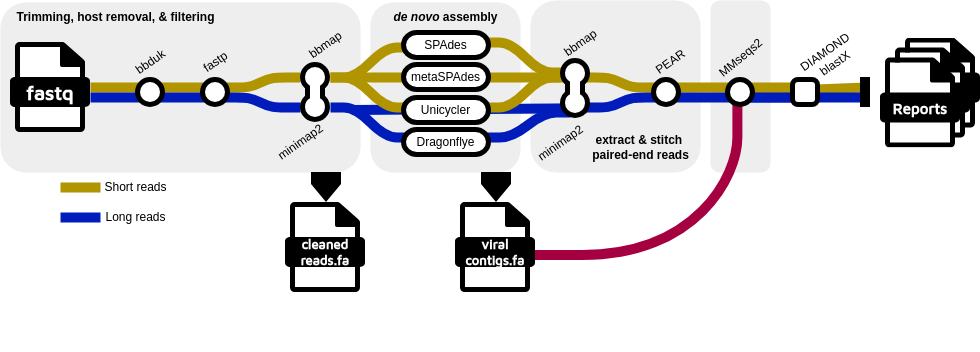 Trimming, host removal, & filtering
de novo assembly
fastq
bbduk
fastp
bbmap
minimap2
SPAdes
metaSPAdes
Unicycler
Dragonflye
bbmap
minimap2
extract & stitch
paired-end reads
PEAR
MMseqs2
DIAMOND
blastX
Reports
Short reads
Long reads
cleaned
reads.fa
viral
contigs.fa